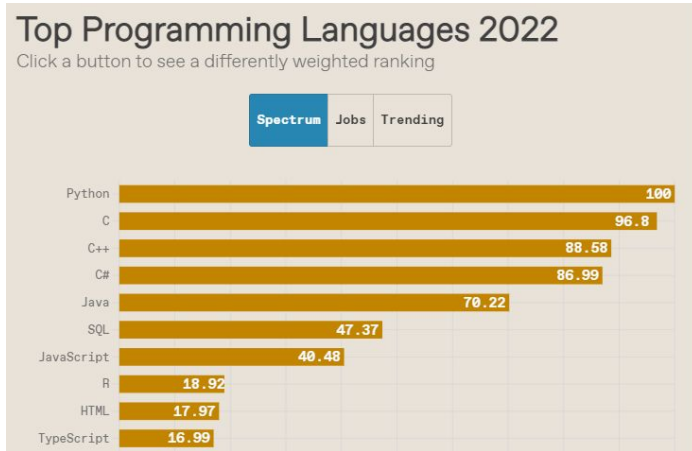 Top Programming Languages 2022
Click a button to see a differently weighted ranking
Spectrum Jobs Trending
Python 100
C 96.8
C++ 88.58
C# 86.99
Java 70.22
SQL 47.37
JavaScript 40.48
R 18.92
HTML 17.97
TypeScript 16.99